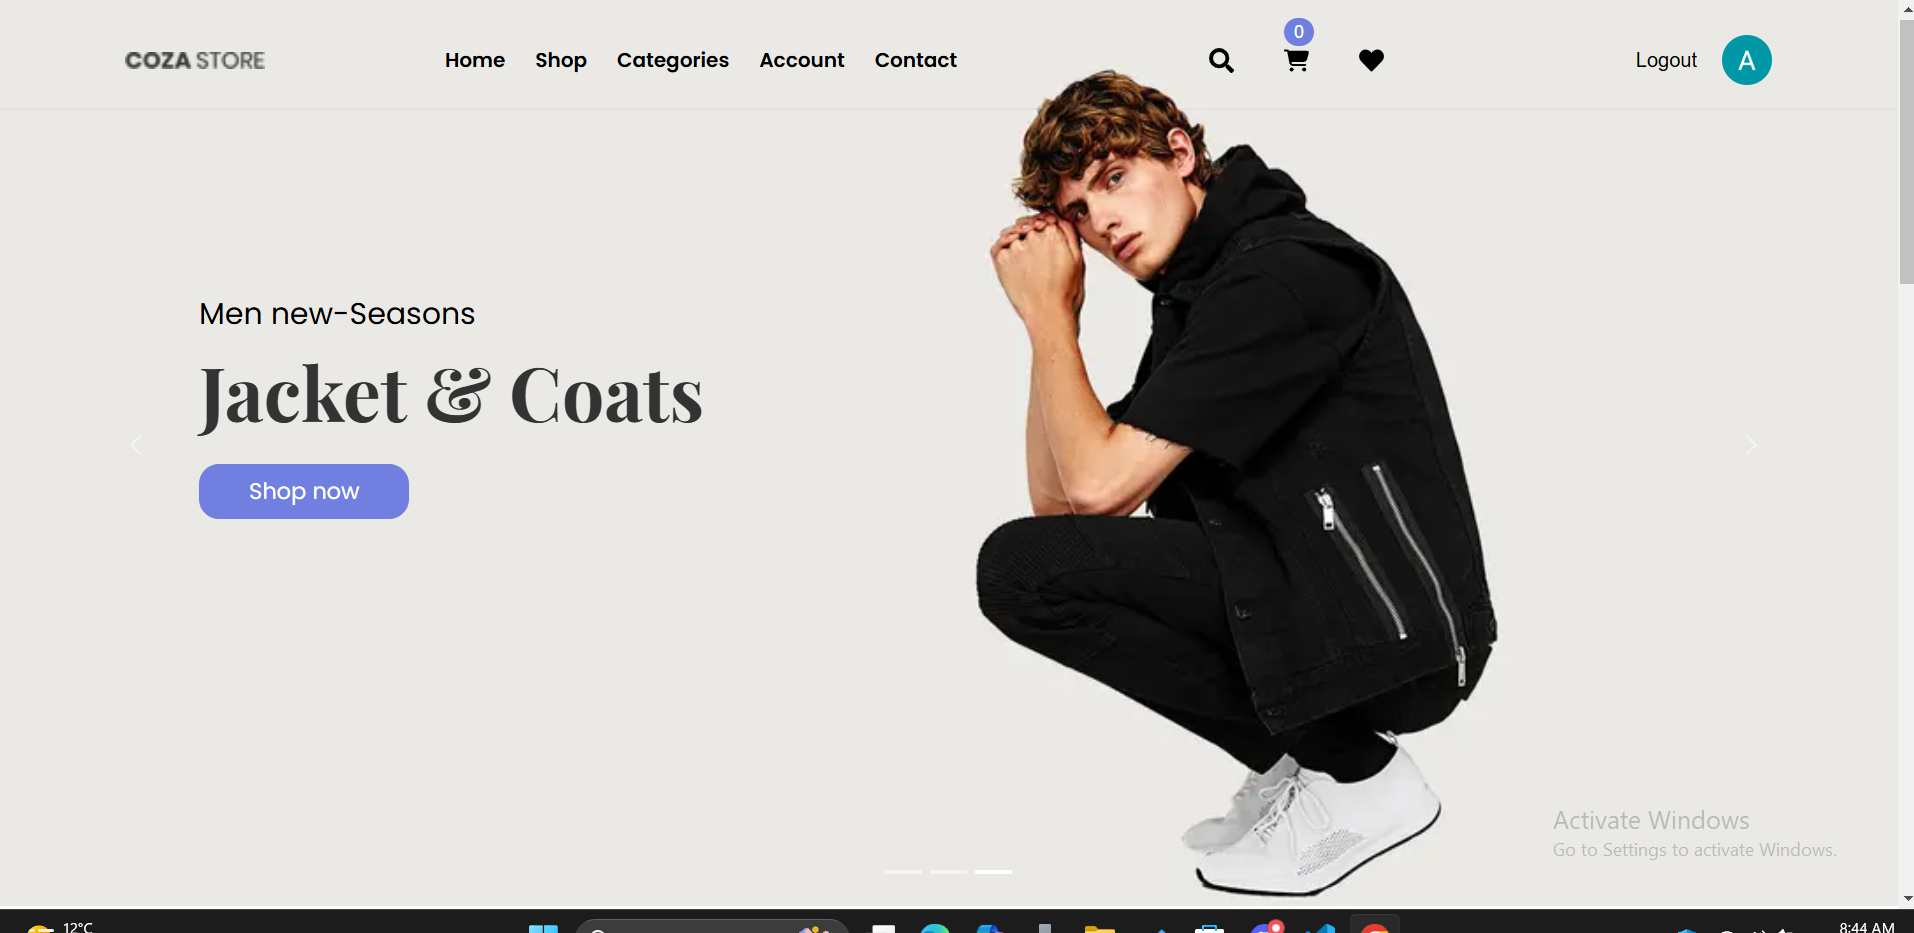 COZA STORE
Home Shop Categories Account Contact
0
Logout
A
Men new-Seasons
Jacket & Coats
Shop now
Activate Windows
Go to Settings to activate Windows.
12°C
8:44 AM